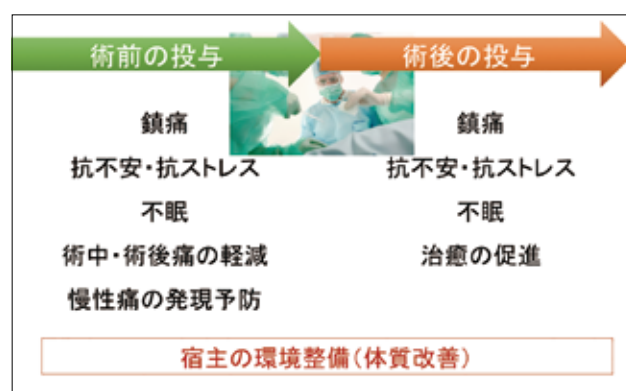 術前の投与
術後の投与
鎮痛
抗不安・抗ストレス
不眠
術中・術後痛の軽減
慢性痛の発現予防
鎮痛
抗不安・抗ストレス
不眠
治癒の促進
宿主の環境整備(体質改善)